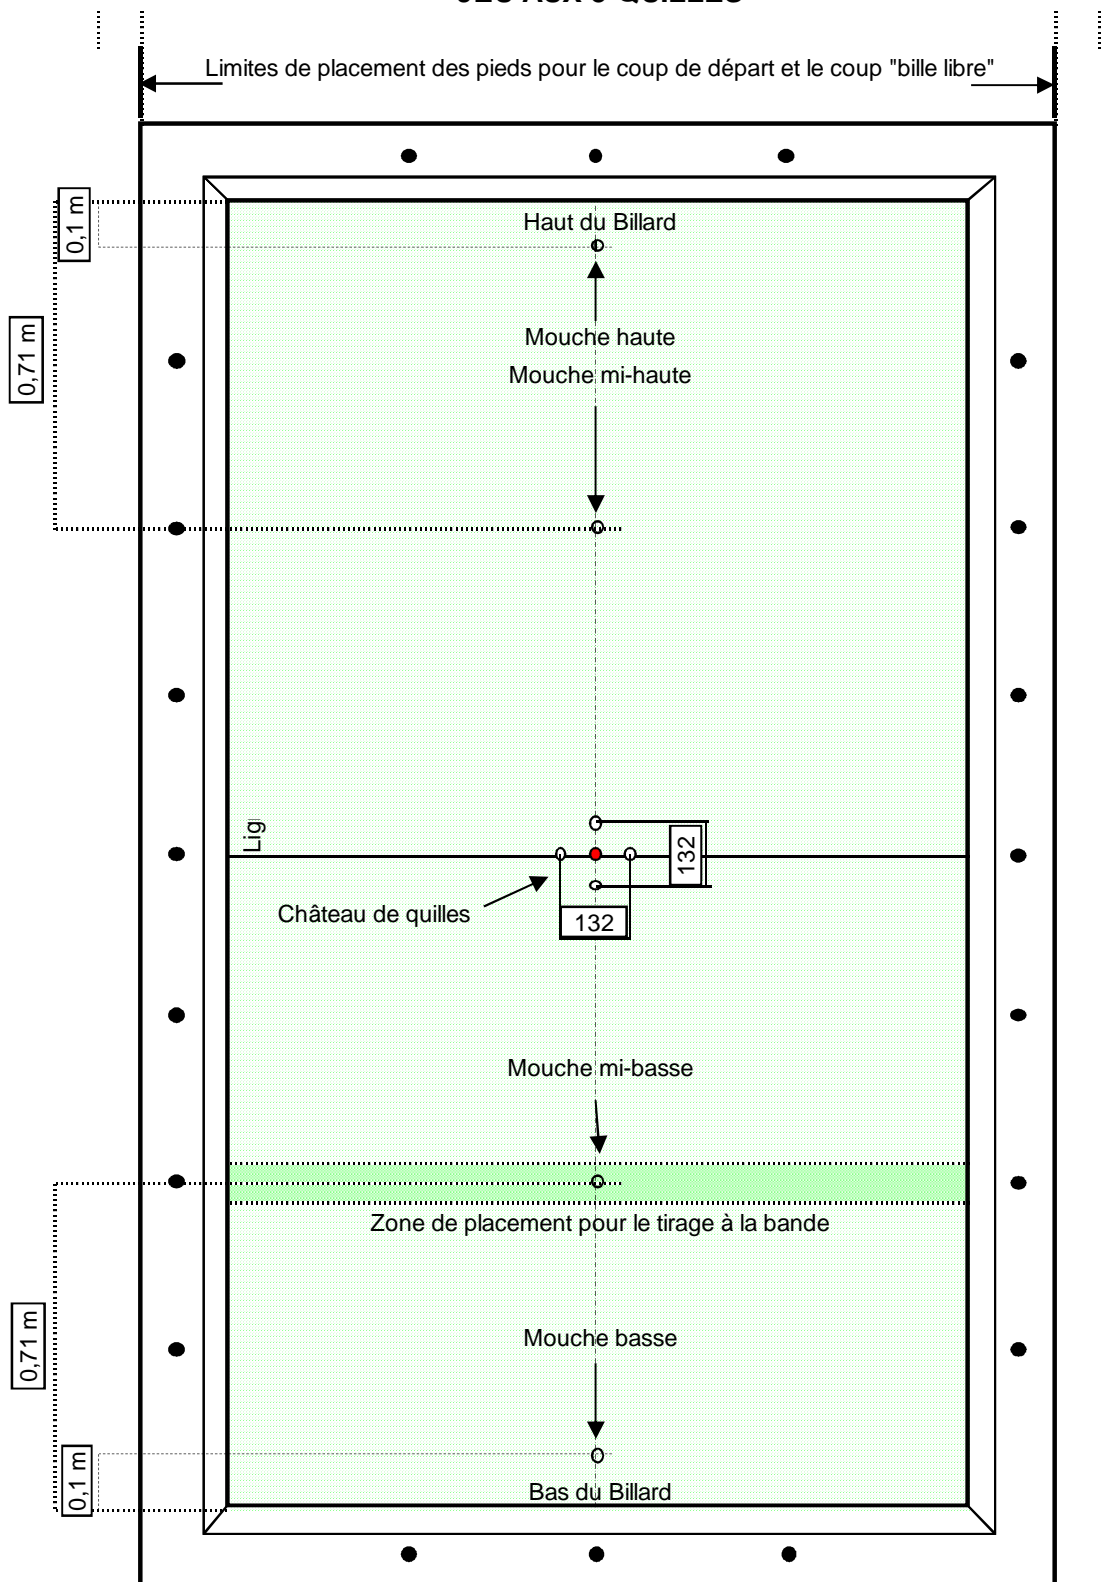 Limites de placement des pieds pour le coup de départ et le coup "bille libre"
0,1 m
Haut du Billard
0,71 m
Mouche haute
Mouche mi-haute
Lig
132
Château de quilles
132
Mouche mi-basse
Zone de placement pour le tirage à la bande
0,71 m
Mouche basse
0,1 m
Bas du Billard